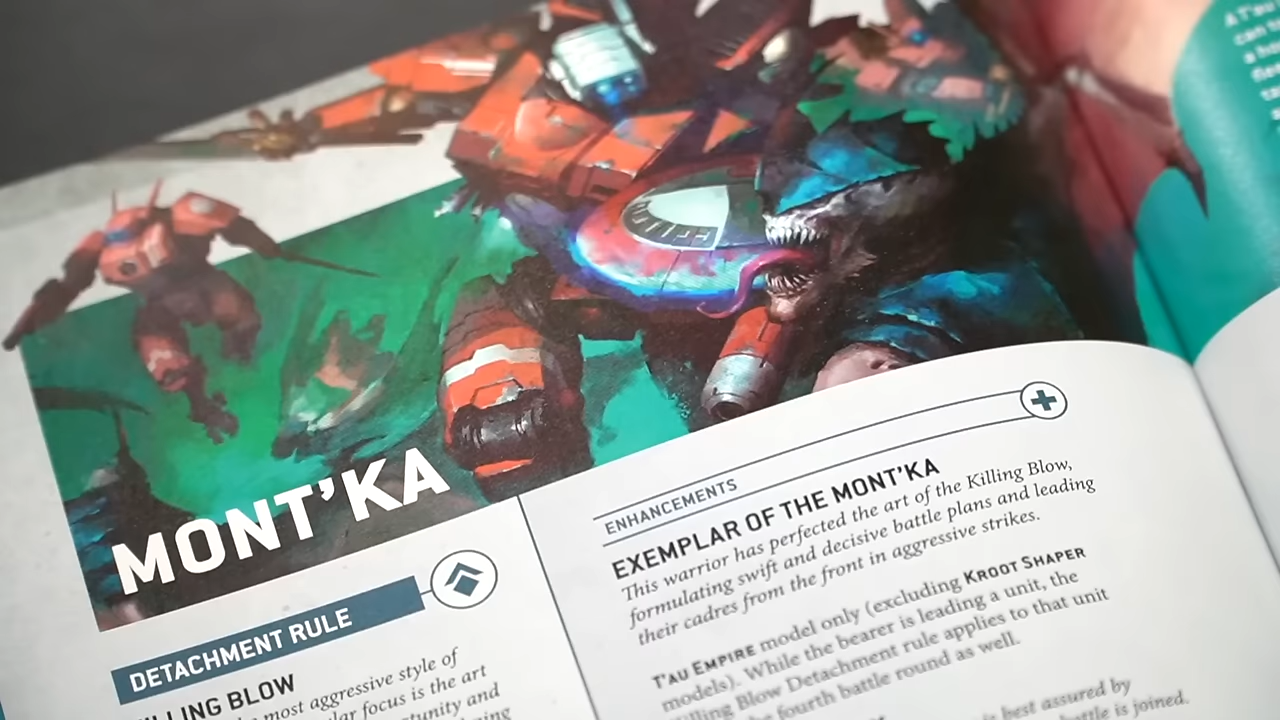 MONT'KA
DETACHMENT RULE
KILLING BLOW
most aggressive style of
focus is the art
and
ENHANCEMENTS
EXEMPLAR OF THE MONT'KA
This warrior has perfected the art of the Killing Blow,
formulating swift and decisive battle plans and leading
their cadres from the front in aggressive strikes.
T'AU EMPIRE model only (excluding KROOT SHAPER
models). While the bearer is leading a unit, the
Killing Blow Detachment rule applies to that unit
the fourth battle round as well.
is best assured by
battle is joined.